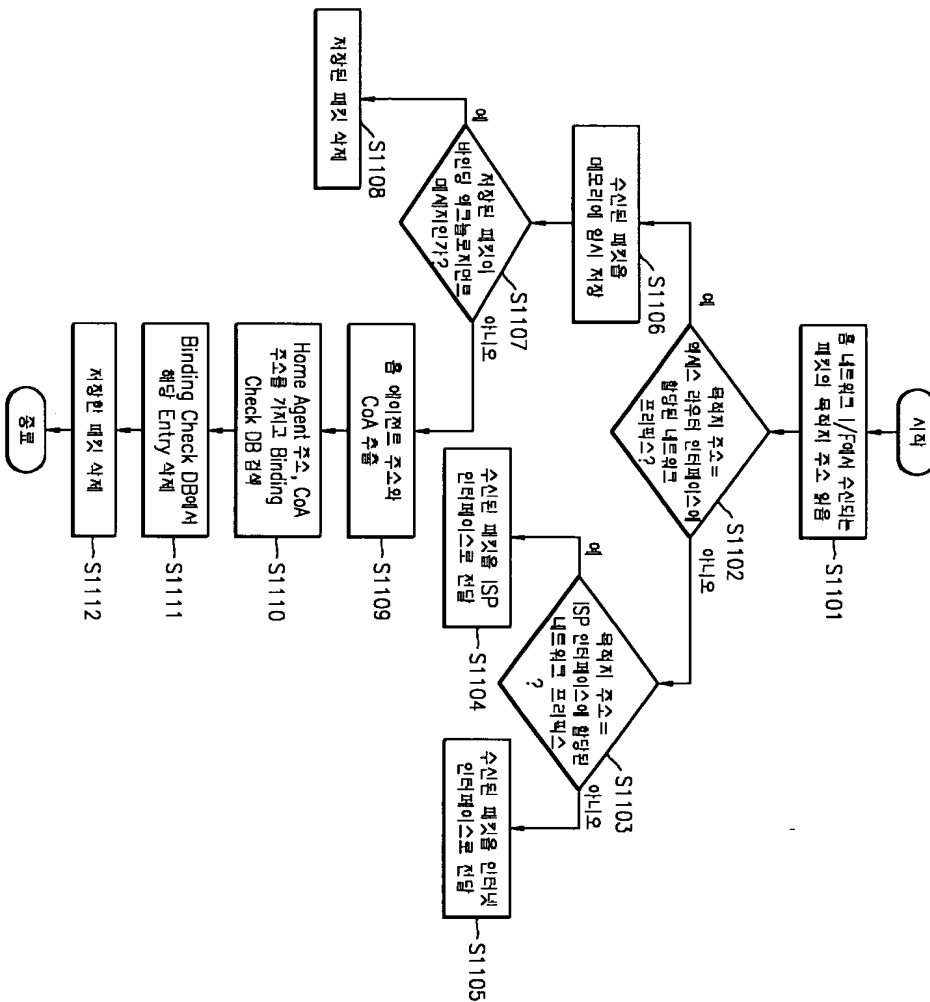 시작
홈 네트워크 I/F에서 수신되는
패킷의 목적지 주소 읽음
S1101
목적지 주소=
액세스 라우터 인터페이스에
할당된 네트워크
프리픽스?
S1102
예
아니오
수신된 패킷을
메모리에 임시 저장
S1106
목적지 주소=
ISP 인터페이스에 할당된
네트워크 프리픽스
?
S1103
예
아니오
저장된 패킷이
바인딩 애크놀로지먼트
메세지인가?
S1107
예
아니오
수신된 패킷을 ISP
인터페이스로 전달
S1104
수신된 패킷을 인터넷
인터페이스로 전달
S1105
저장된 패킷 삭제
S1108
홈 에이전트 주소와
CoA 추출
S1109
Home Agent 주소, CoA
주소를 가지고 Binding
Check DB 검색
S1110
Binding Check DB에서
해당 Entry 삭제
S1111
저장한 패킷 삭제
S1112
종료